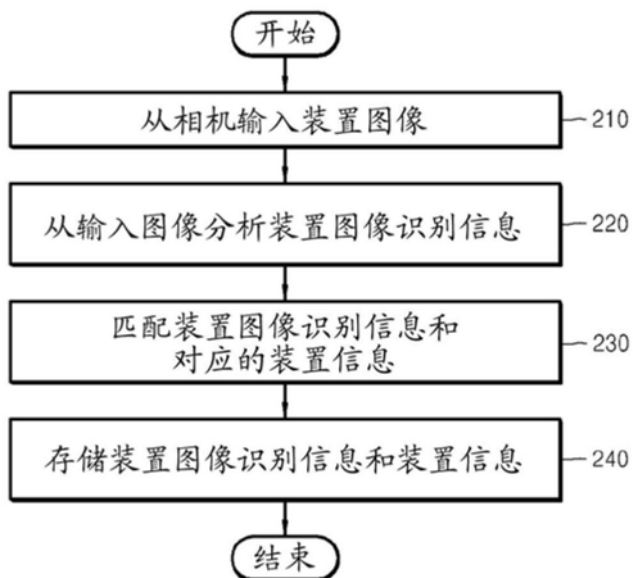 开始
从相机输入装置图像
210
从输入图像分析装置图像识别信息
220
匹配装置图像识别信息和
对应的装置信息
230
存储装置图像识别信息和装置信息
240
结束